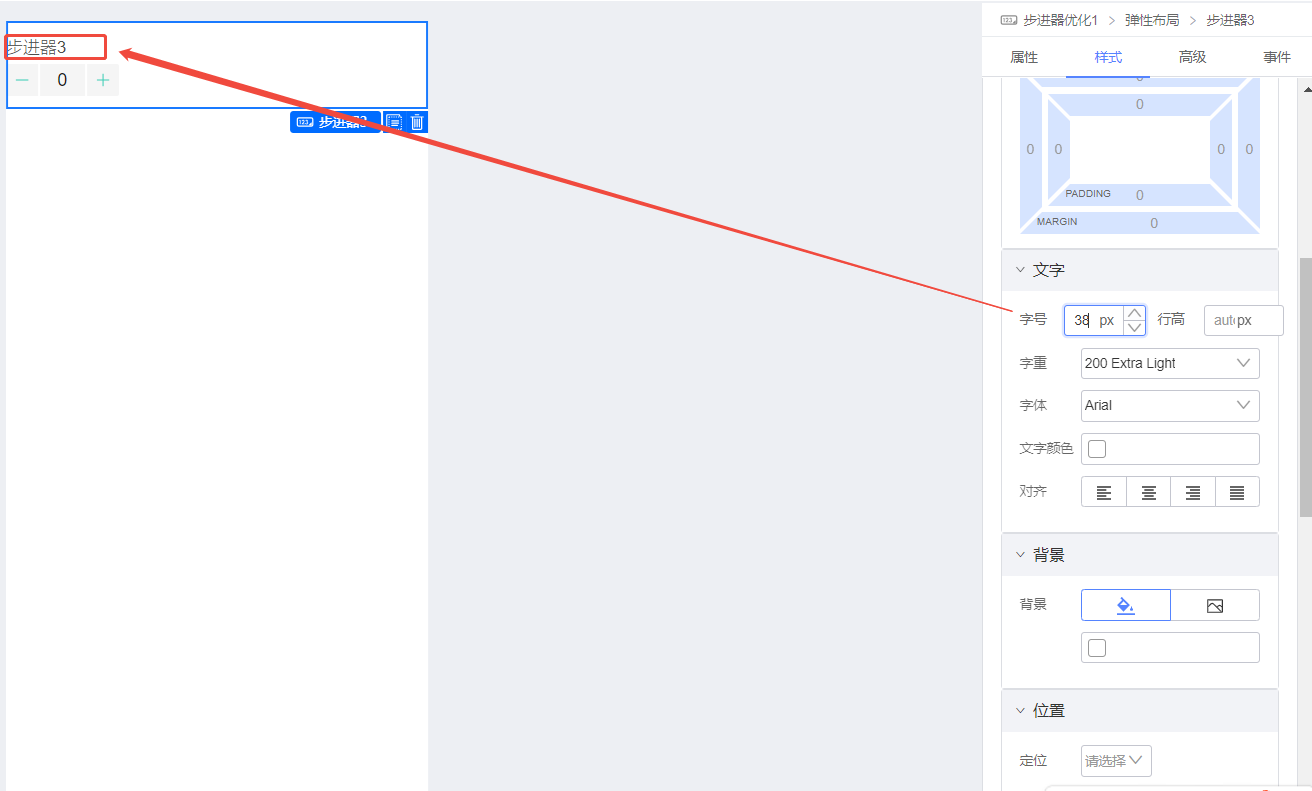 步进器3
0
步进器3
步进器优化1 > 弹性布局 > 步进器3
属性 样式 高级 事件
0
0
0 0 0 0
PADDING 0
MARGIN 0
文字
字号 38 px 行高 px
字重 200 Extra Light
字体 Arial
文字颜色
对齐
背景
背景
位置
定位 请选择